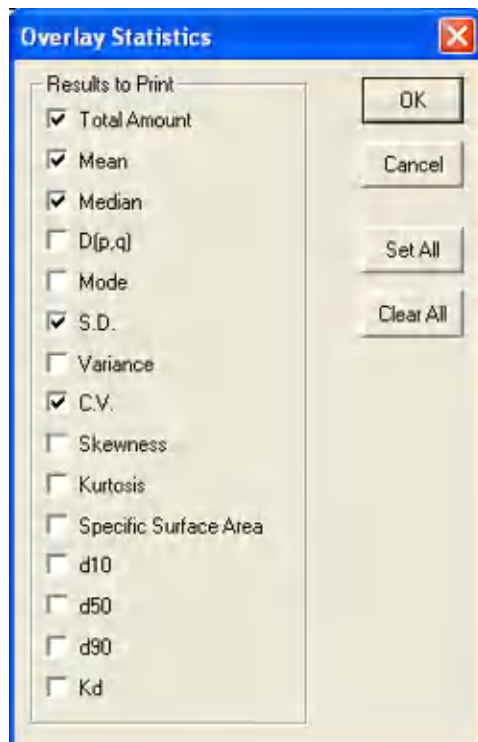 Overlay Statistics
Results to Print
Total Amount
Mean
Median
D(p,q)
Mode
S.D.
Variance
C.V.
Skewness
Kurtosis
Specific Surface Area
d10
d50
d90
Kd
OK
Cancel
Set All
Clear All